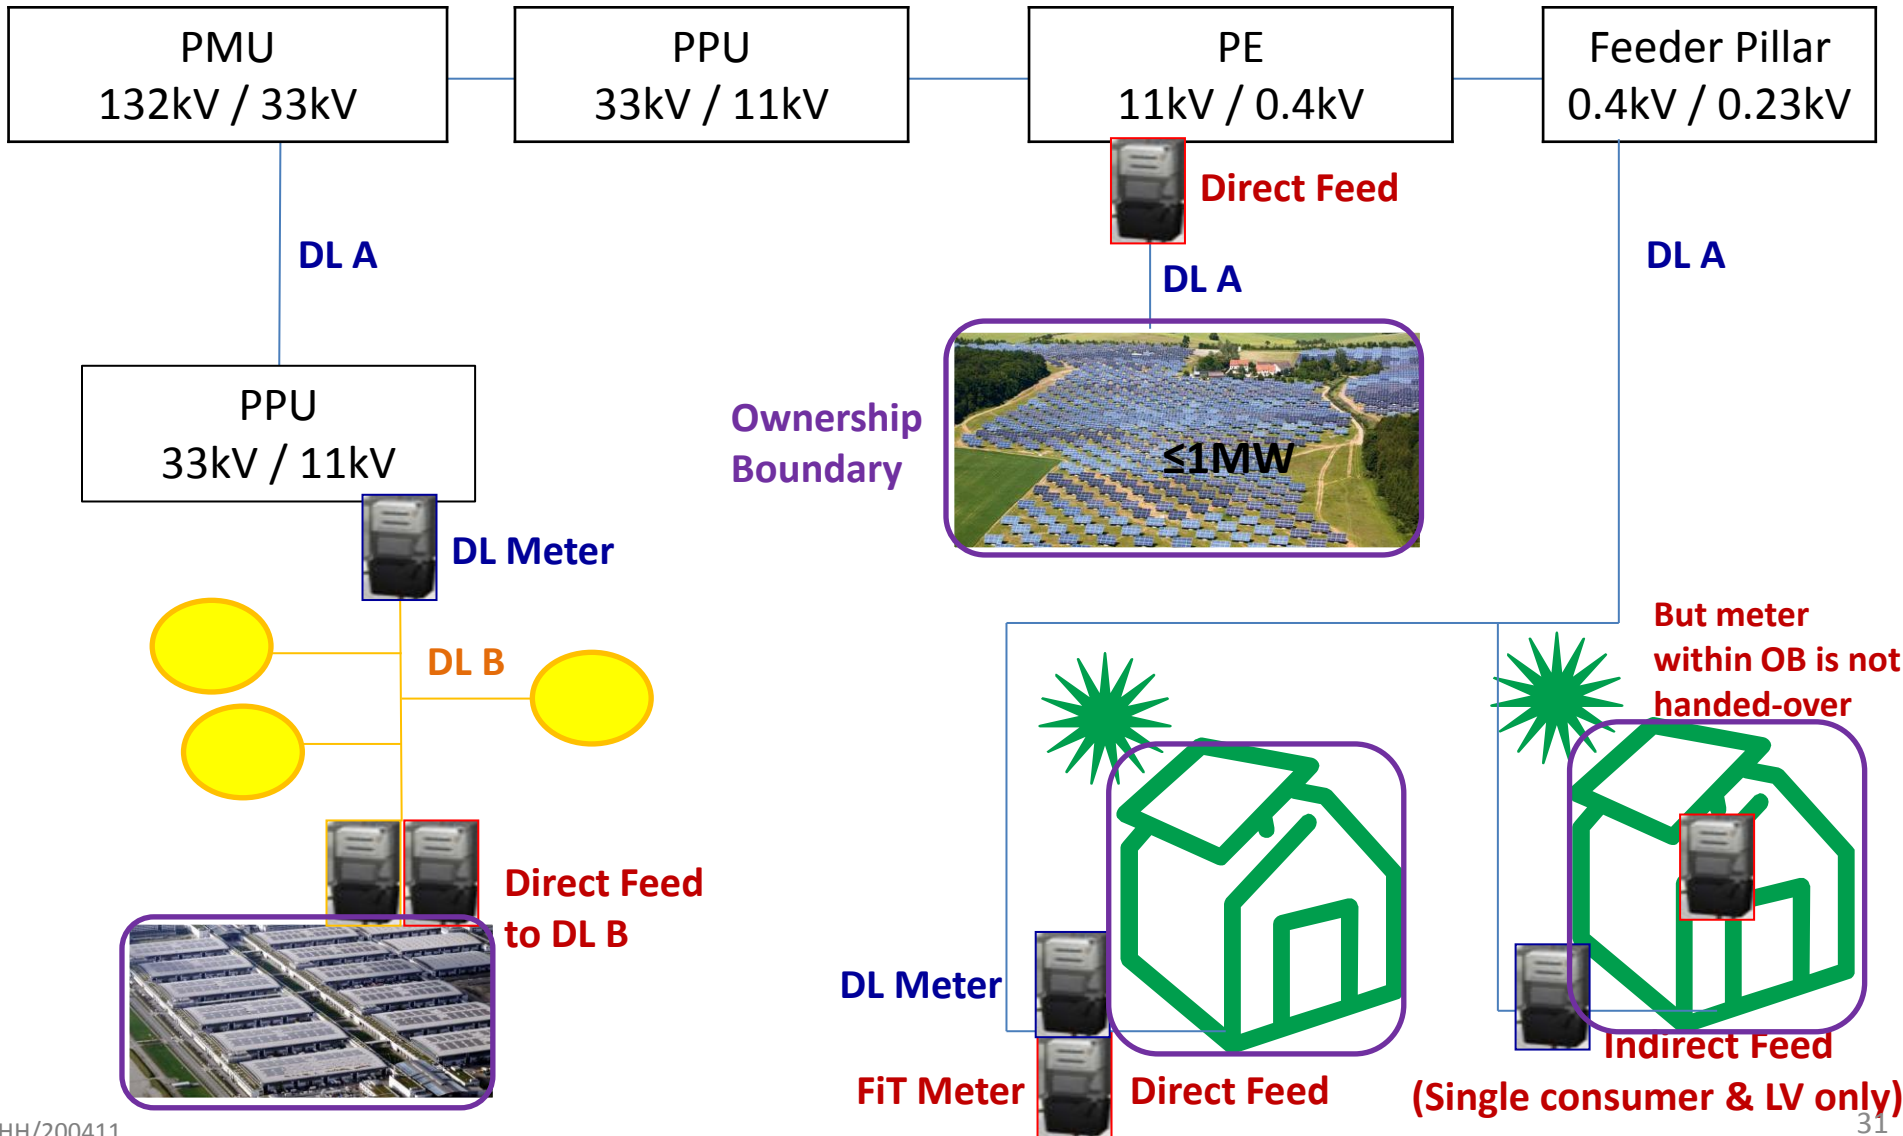 PMU
132kV / 33kV
PPU
33kV / 11kV
PE
11kV / 0.4kV
Feeder Pillar
0.4kV / 0.23kV
Direct Feed
DL A
DL A
DL A
PPU
33kV / 11kV
Ownership
Boundary
≤1MW
DL Meter
DL B
But meter
within OB is not
handed-over
Direct Feed
to DL B
DL Meter
FiT Meter
Direct Feed
Indirect Feed
(Single consumer & LV only)
HH/200411
31